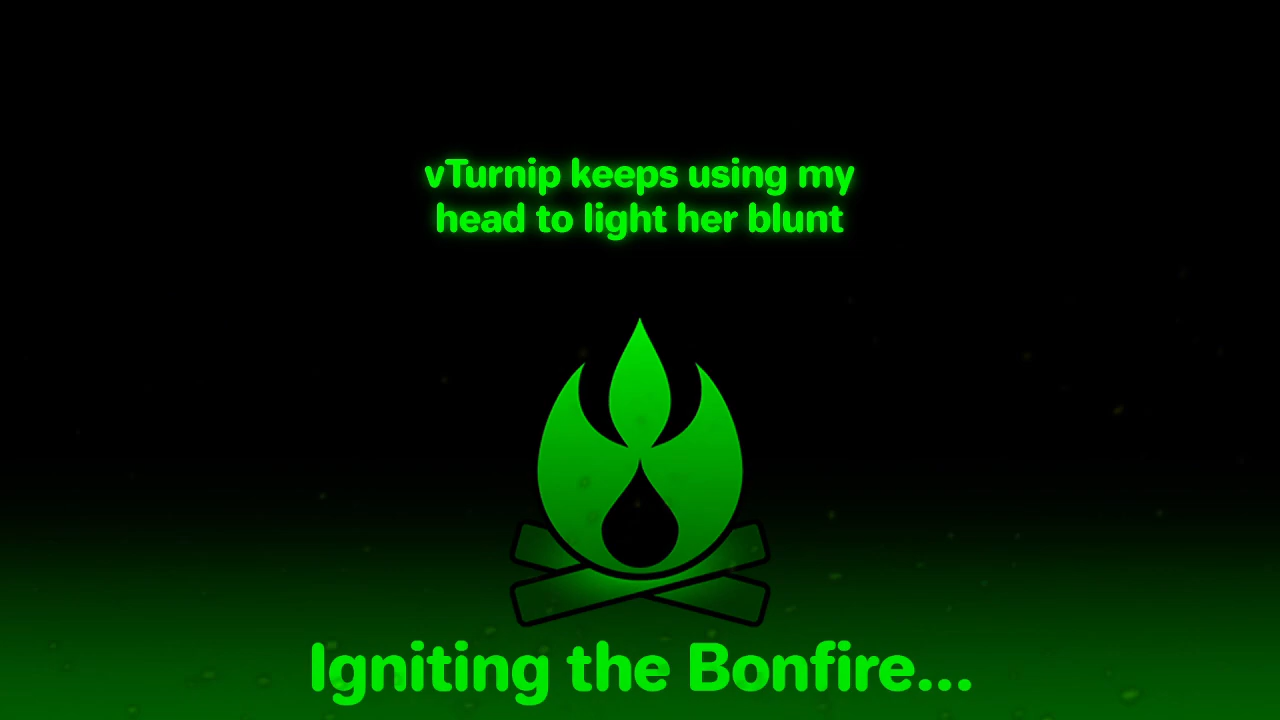 vTurnip keeps using my
head to light her blunt
Igniting the Bonfire...